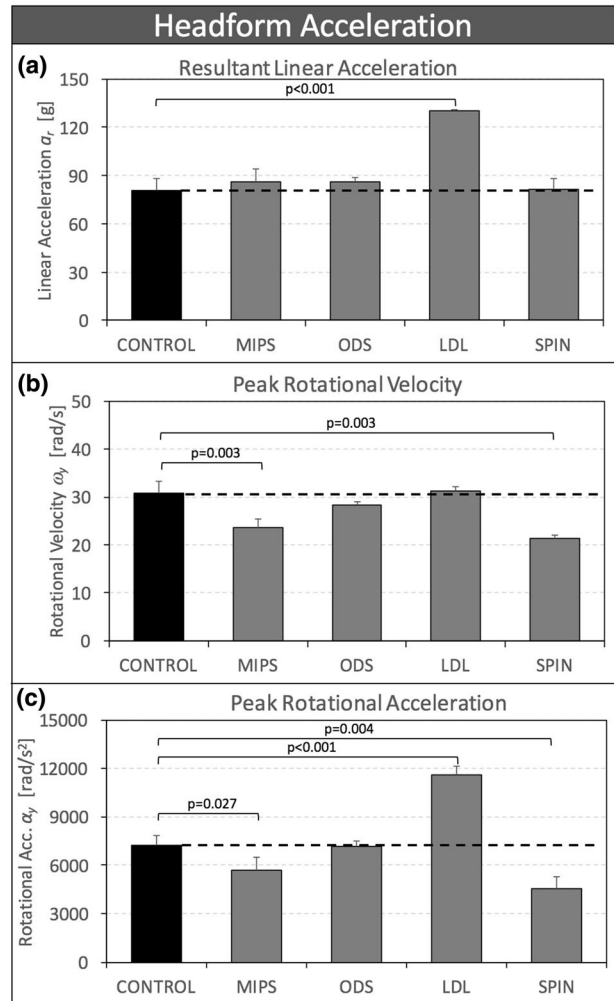 Headform Acceleration
(a)
Resultant Linear Acceleration
Linear Acceleration aᵣ [g]
150
120
90
60
30
0
p<0.001
CONTROL MIPS ODS LDL SPIN
(b)
Peak Rotational Velocity
Rotational Velocity ω𝑦 [rad/s]
50
40
30
20
10
0
p=0.003
p=0.003
CONTROL MIPS ODS LDL SPIN
(c)
Peak Rotational Acceleration
Rotational Acc. α𝑦 [rad/s²]
15000
12000
9000
6000
3000
0
p=0.004
p<0.001
p=0.027
CONTROL MIPS ODS LDL SPIN